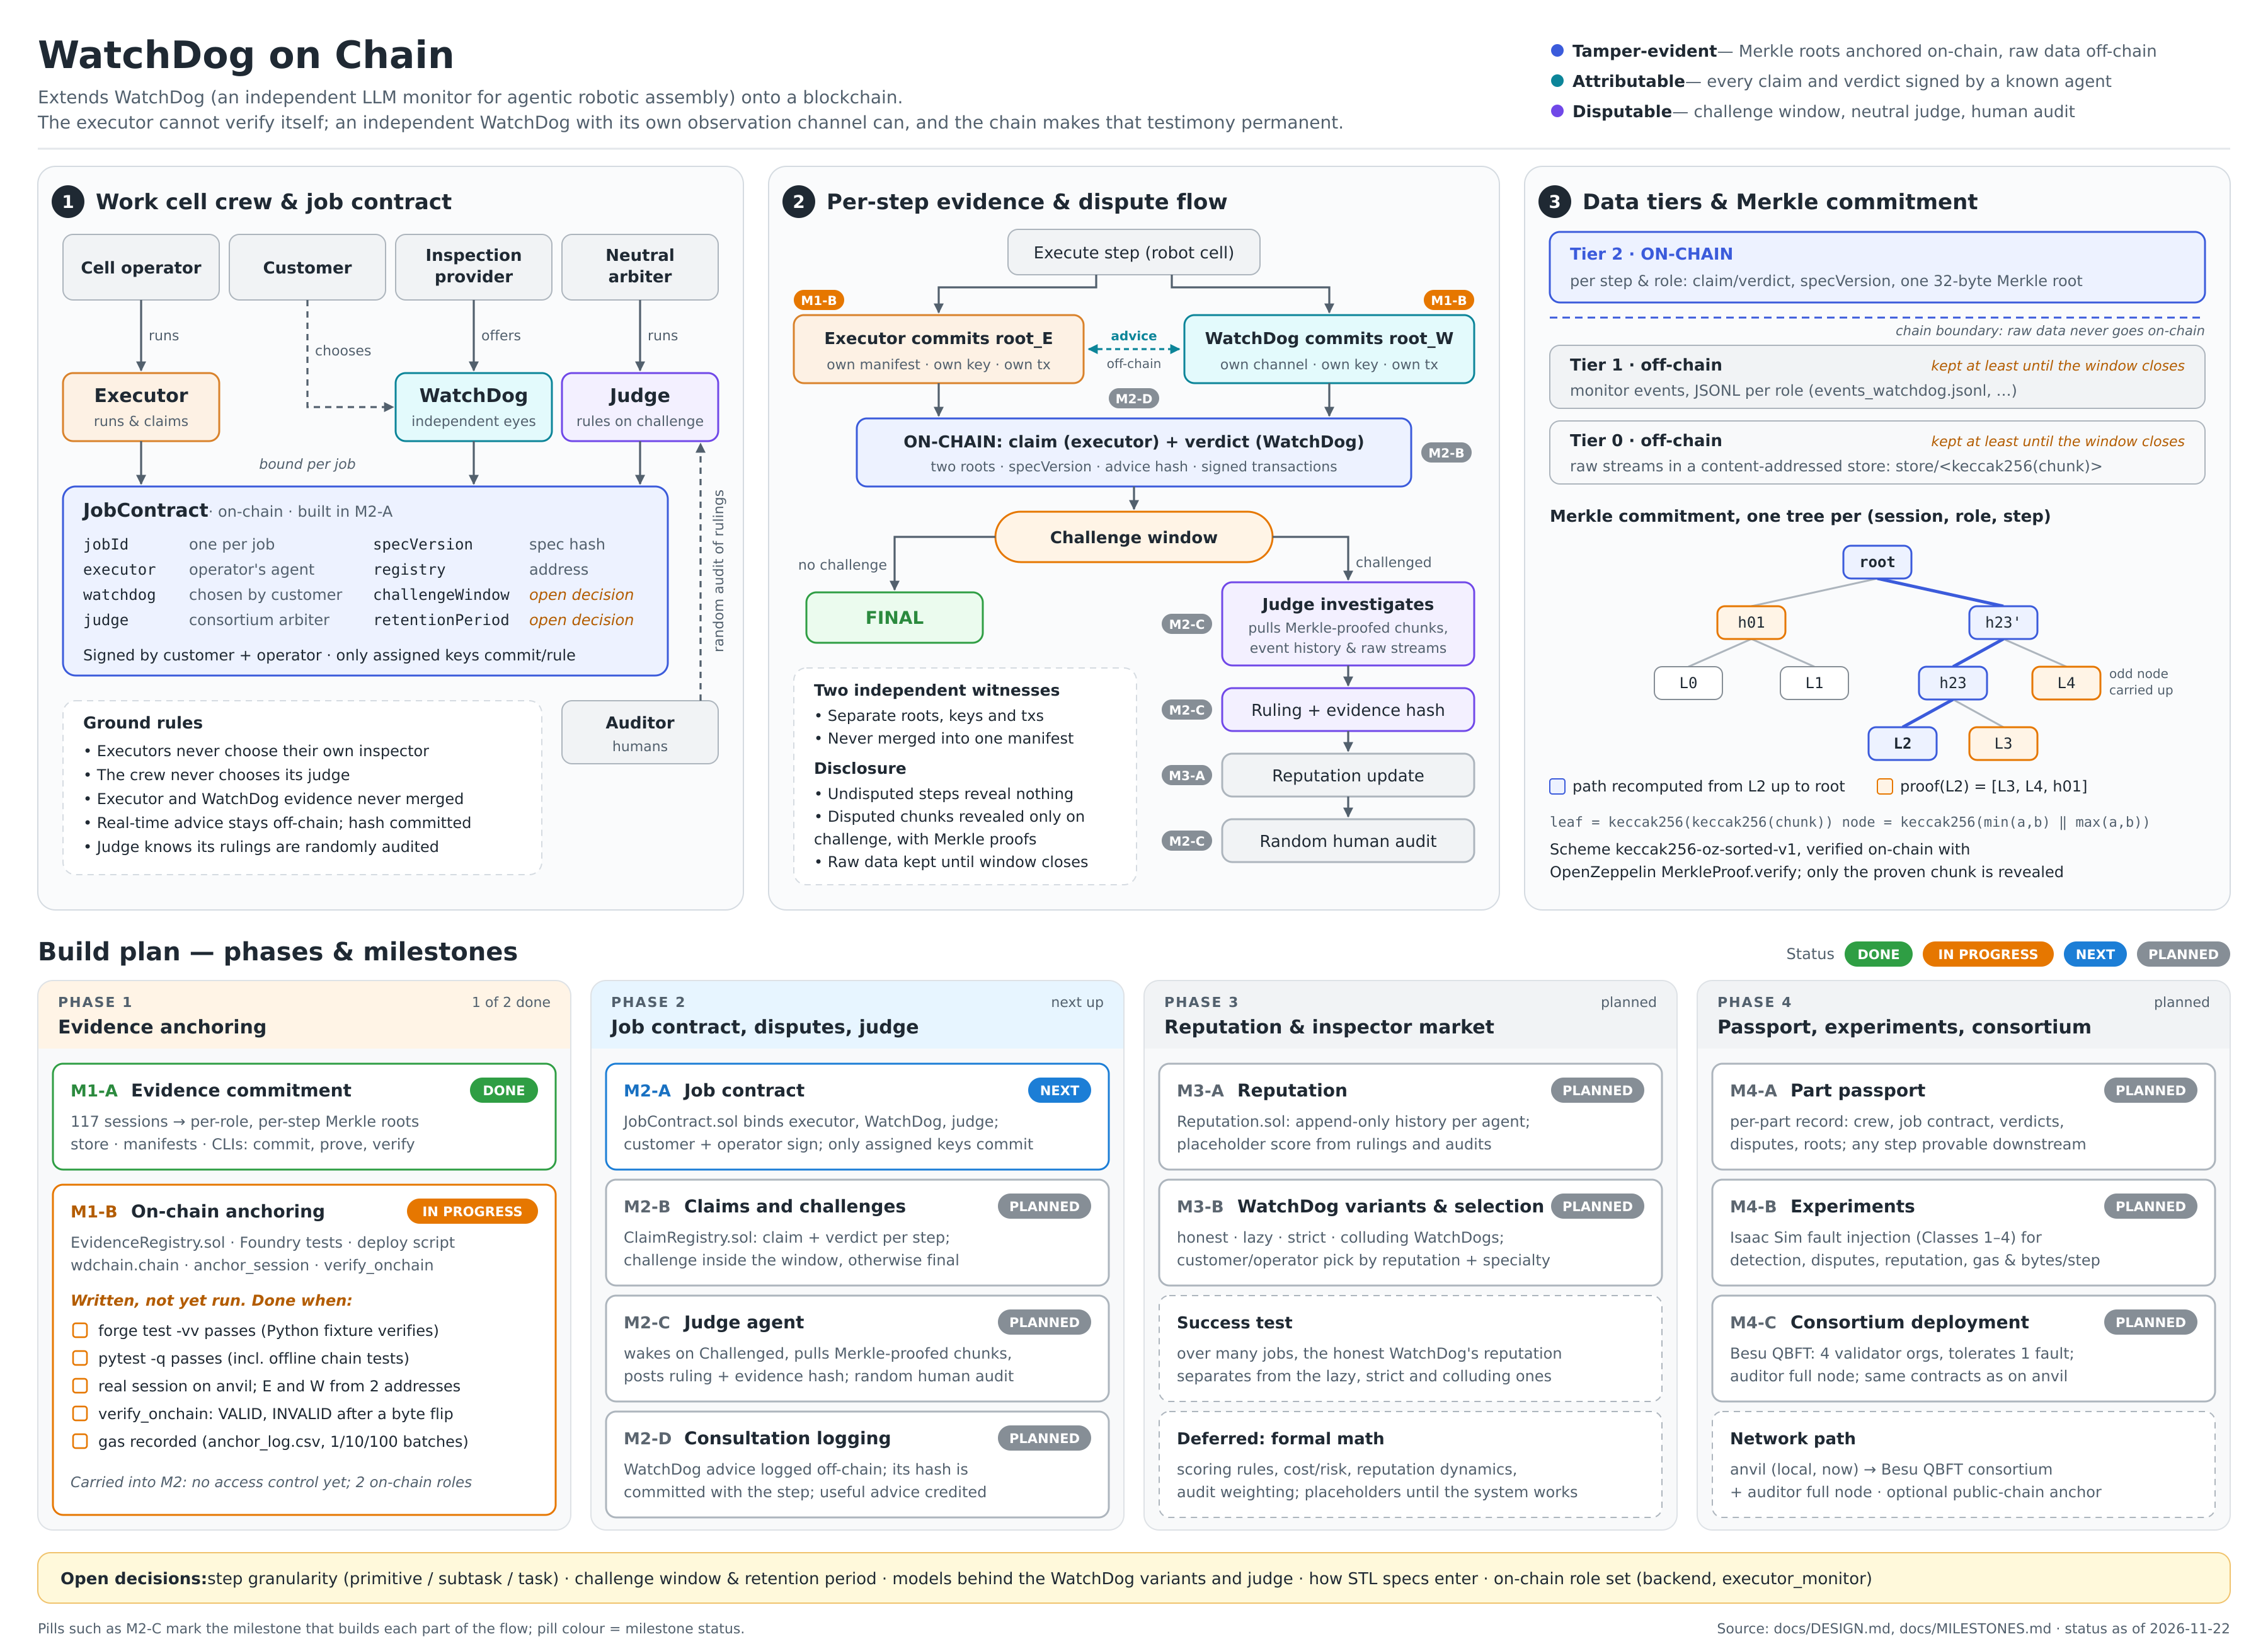 WatchDog on Chain
Extends WatchDog (an independent LLM monitor for agentic robotic assembly) onto a blockchain.
The executor cannot verify itself; an independent WatchDog with its own observation channel can, and the chain makes that testimony permanent.
Tamper-evident— Merkle roots anchored on-chain, raw data off-chain
Attributable— every claim and verdict signed by a known agent
Disputable— challenge window, neutral judge, human audit
1 Work cell crew & job contract
Cell operator
Customer
Inspection
provider
Neutral
arbiter
runs
chooses
offers
runs
Executor
runs & claims
WatchDog
independent eyes
Judge
rules on challenge
bound per job
random audit of rulings
JobContract· on-chain · built in M2-A
jobId one per job specVersion spec hash
executor operator's agent registry address
watchdog chosen by customer challengeWindow open decision
judge consortium arbiter retentionPeriod open decision
Signed by customer + operator · only assigned keys commit/rule
Ground rules
• Executors never choose their own inspector
• The crew never chooses its judge
• Executor and WatchDog evidence never merged
• Real-time advice stays off-chain; hash committed
• Judge knows its rulings are randomly audited
Auditor
humans
2 Per-step evidence & dispute flow
Execute step (robot cell)
M1-B
M1-B
Executor commits root_E
own manifest · own key · own tx
advice
off-chain
WatchDog commits root_W
own channel · own key · own tx
M2-D
ON-CHAIN: claim (executor) + verdict (WatchDog)
two roots · specVersion · advice hash · signed transactions
M2-B
Challenge window
no challenge
challenged
FINAL
M2-C
Judge investigates
pulls Merkle-proofed chunks,
event history & raw streams
M2-C
Ruling + evidence hash
M3-A
Reputation update
M2-C
Random human audit
Two independent witnesses
• Separate roots, keys and txs
• Never merged into one manifest
Disclosure
• Undisputed steps reveal nothing
• Disputed chunks revealed only on
challenge, with Merkle proofs
• Raw data kept until window closes
3 Data tiers & Merkle commitment
Tier 2 · ON-CHAIN
per step & role: claim/verdict, specVersion, one 32-byte Merkle root
chain boundary: raw data never goes on-chain
Tier 1 · off-chain kept at least until the window closes
monitor events, JSONL per role (events_watchdog.jsonl, ...)
Tier 0 · off-chain kept at least until the window closes
raw streams in a content-addressed store: store/<keccak256(chunk)>
Merkle commitment, one tree per (session, role, step)
root
h01
h23'
L0
L1
h23
L4
odd node
carried up
L2
L3
path recomputed from L2 up to root
proof(L2) = [L3, L4, h01]
leaf = keccak256(keccak256(chunk)) node = keccak256(min(a,b) ‖ max(a,b))
Scheme keccak256-oz-sorted-v1, verified on-chain with
OpenZeppelin MerkleProof.verify; only the proven chunk is revealed
Build plan — phases & milestones
Status DONE IN PROGRESS NEXT PLANNED
PHASE 1 1 of 2 done
Evidence anchoring
M1-A Evidence commitment DONE
117 sessions → per-role, per-step Merkle roots
store · manifests · CLIs: commit, prove, verify
M1-B On-chain anchoring IN PROGRESS
EvidenceRegistry.sol · Foundry tests · deploy script
wdchain.chain · anchor_session · verify_onchain
Written, not yet run. Done when:
forge test -vv passes (Python fixture verifies)
pytest -q passes (incl. offline chain tests)
real session on anvil; E and W from 2 addresses
verify_onchain: VALID, INVALID after a byte flip
gas recorded (anchor_log.csv, 1/10/100 batches)
Carried into M2: no access control yet; 2 on-chain roles
PHASE 2 next up
Job contract, disputes, judge
M2-A Job contract NEXT
JobContract.sol binds executor, WatchDog, judge;
customer + operator sign; only assigned keys commit
M2-B Claims and challenges PLANNED
ClaimRegistry.sol: claim + verdict per step;
challenge inside the window, otherwise final
M2-C Judge agent PLANNED
wakes on Challenged, pulls Merkle-proofed chunks,
posts ruling + evidence hash; random human audit
M2-D Consultation logging PLANNED
WatchDog advice logged off-chain; its hash is
committed with the step; useful advice credited
PHASE 3 planned
Reputation & inspector market
M3-A Reputation PLANNED
Reputation.sol: append-only history per agent;
placeholder score from rulings and audits
M3-B WatchDog variants & selection PLANNED
honest · lazy · strict · colluding WatchDogs;
customer/operator pick by reputation + specialty
Success test
over many jobs, the honest WatchDog's reputation
separates from the lazy, strict and colluding ones
Deferred: formal math
scoring rules, cost/risk, reputation dynamics,
audit weighting; placeholders until the system works
PHASE 4 planned
Passport, experiments, consortium
M4-A Part passport PLANNED
per-part record: crew, job contract, verdicts,
disputes, roots; any step provable downstream
M4-B Experiments PLANNED
Isaac Sim fault injection (Classes 1–4) for
detection, disputes, reputation, gas & bytes/step
M4-C Consortium deployment PLANNED
Besu QBFT: 4 validator orgs, tolerates 1 fault;
auditor full node; same contracts as on anvil
Network path
anvil (local, now) → Besu QBFT consortium
+ auditor full node · optional public-chain anchor
Open decisions:step granularity (primitive / subtask / task) · challenge window & retention period · models behind the WatchDog variants and judge · how STL specs enter · on-chain role set (backend, executor_monitor)
Pills such as M2-C mark the milestone that builds each part of the flow; pill colour = milestone status.
Source: docs/DESIGN.md, docs/MILESTONES.md · status as of 2026-11-22